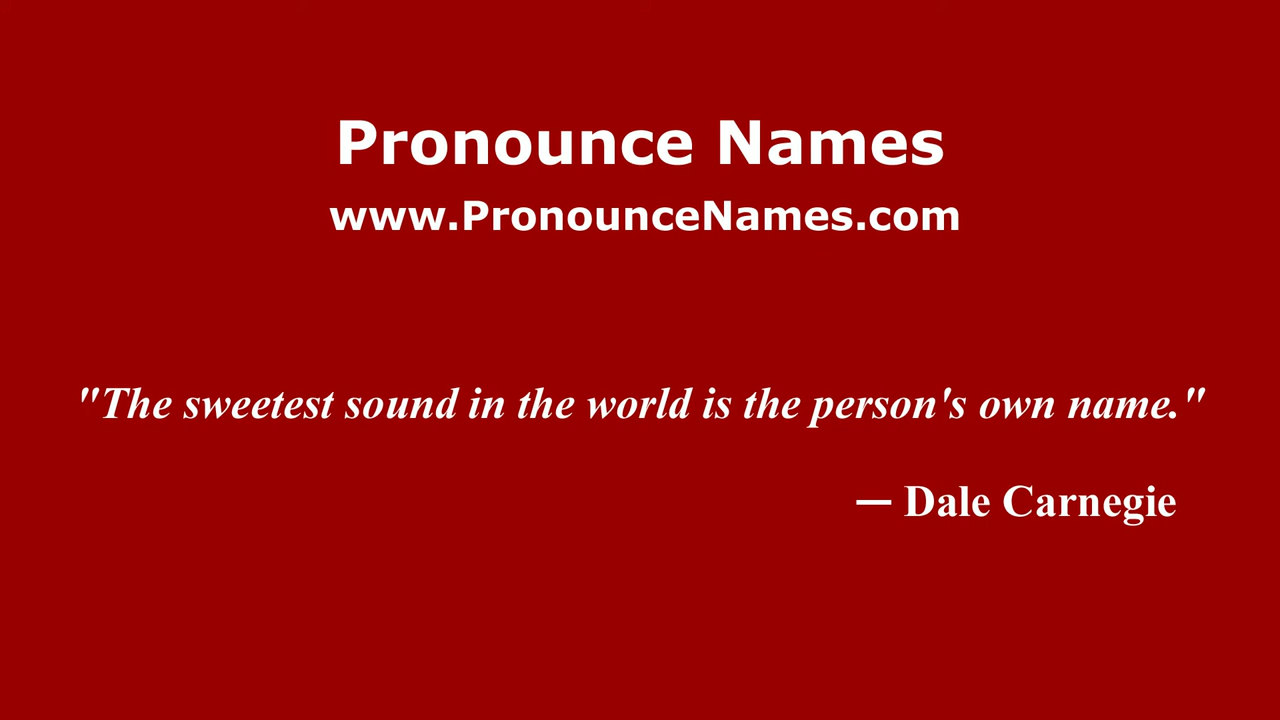 Pronounce Names
www.PronounceNames.com
"The sweetest sound in the world is the person's own name."
— Dale Carnegie